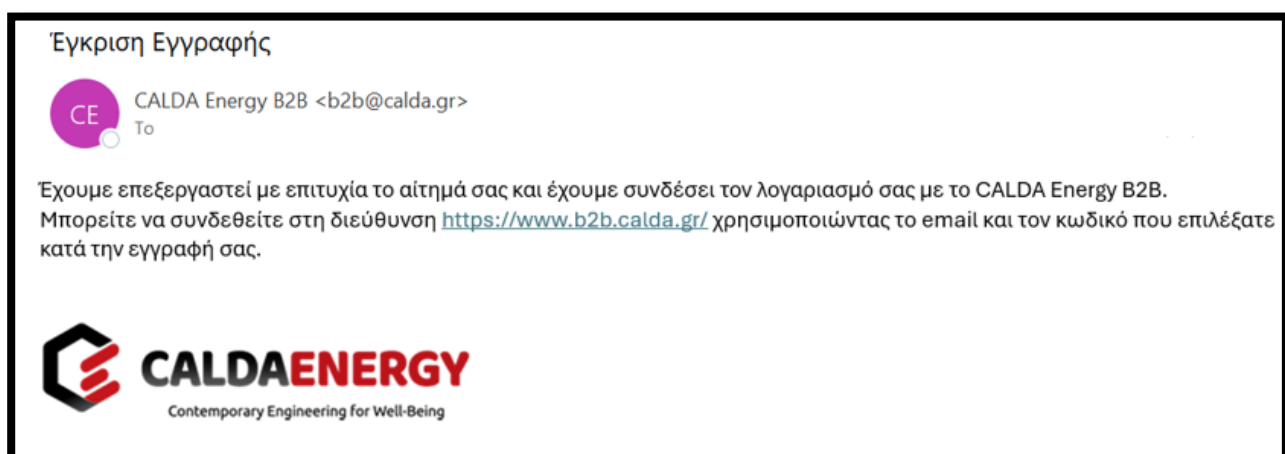 Έγκριση Εγγραφής
CE
CALDA Energy B2B <b2b@calda.gr>
To
Έχουμε επεξεργαστεί με επιτυχία το αίτημά σας και έχουμε συνδέσει τον λογαριασμό σας με το CALDA Energy B2B.
Μπορείτε να συνδεθείτε στη διεύθυνση https://www.b2b.calda.gr/ χρησιμοποιώντας το email και τον κωδικό που επιλέξατε
κατά την εγγραφή σας.
CALDAENERGY
Contemporary Engineering for Well-Being